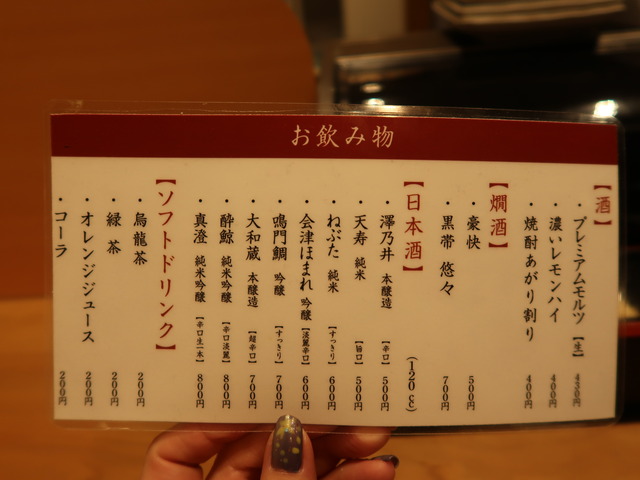 お飲み物
【酒】
・プレミアムモルツ【生】 430円
・濃いレモンハイ 400円
・焼酎あがり割り 400円
【燗酒】
・豪快 500円
・黒帯 悠々 700円
【日本酒】 (120cc)
・澤乃井 本醸造 【辛口】 500円
・天寿 純米 【旨口】 500円
・ねぶた 純米 【すっきり】 600円
・会津ほまれ 吟醸 【淡麗辛口】 600円
・鳴門鯛 吟醸 【すっきり】 700円
・大和蔵 本醸造 【超辛口】 700円
・酔鯨 純米吟醸 【辛口淡麗】 800円
・真澄 純米吟醸 【辛口生一本】 800円
【ソフトドリンク】
・烏龍茶 200円
・緑茶 200円
・オレンジジュース 200円
・コーラ 200円